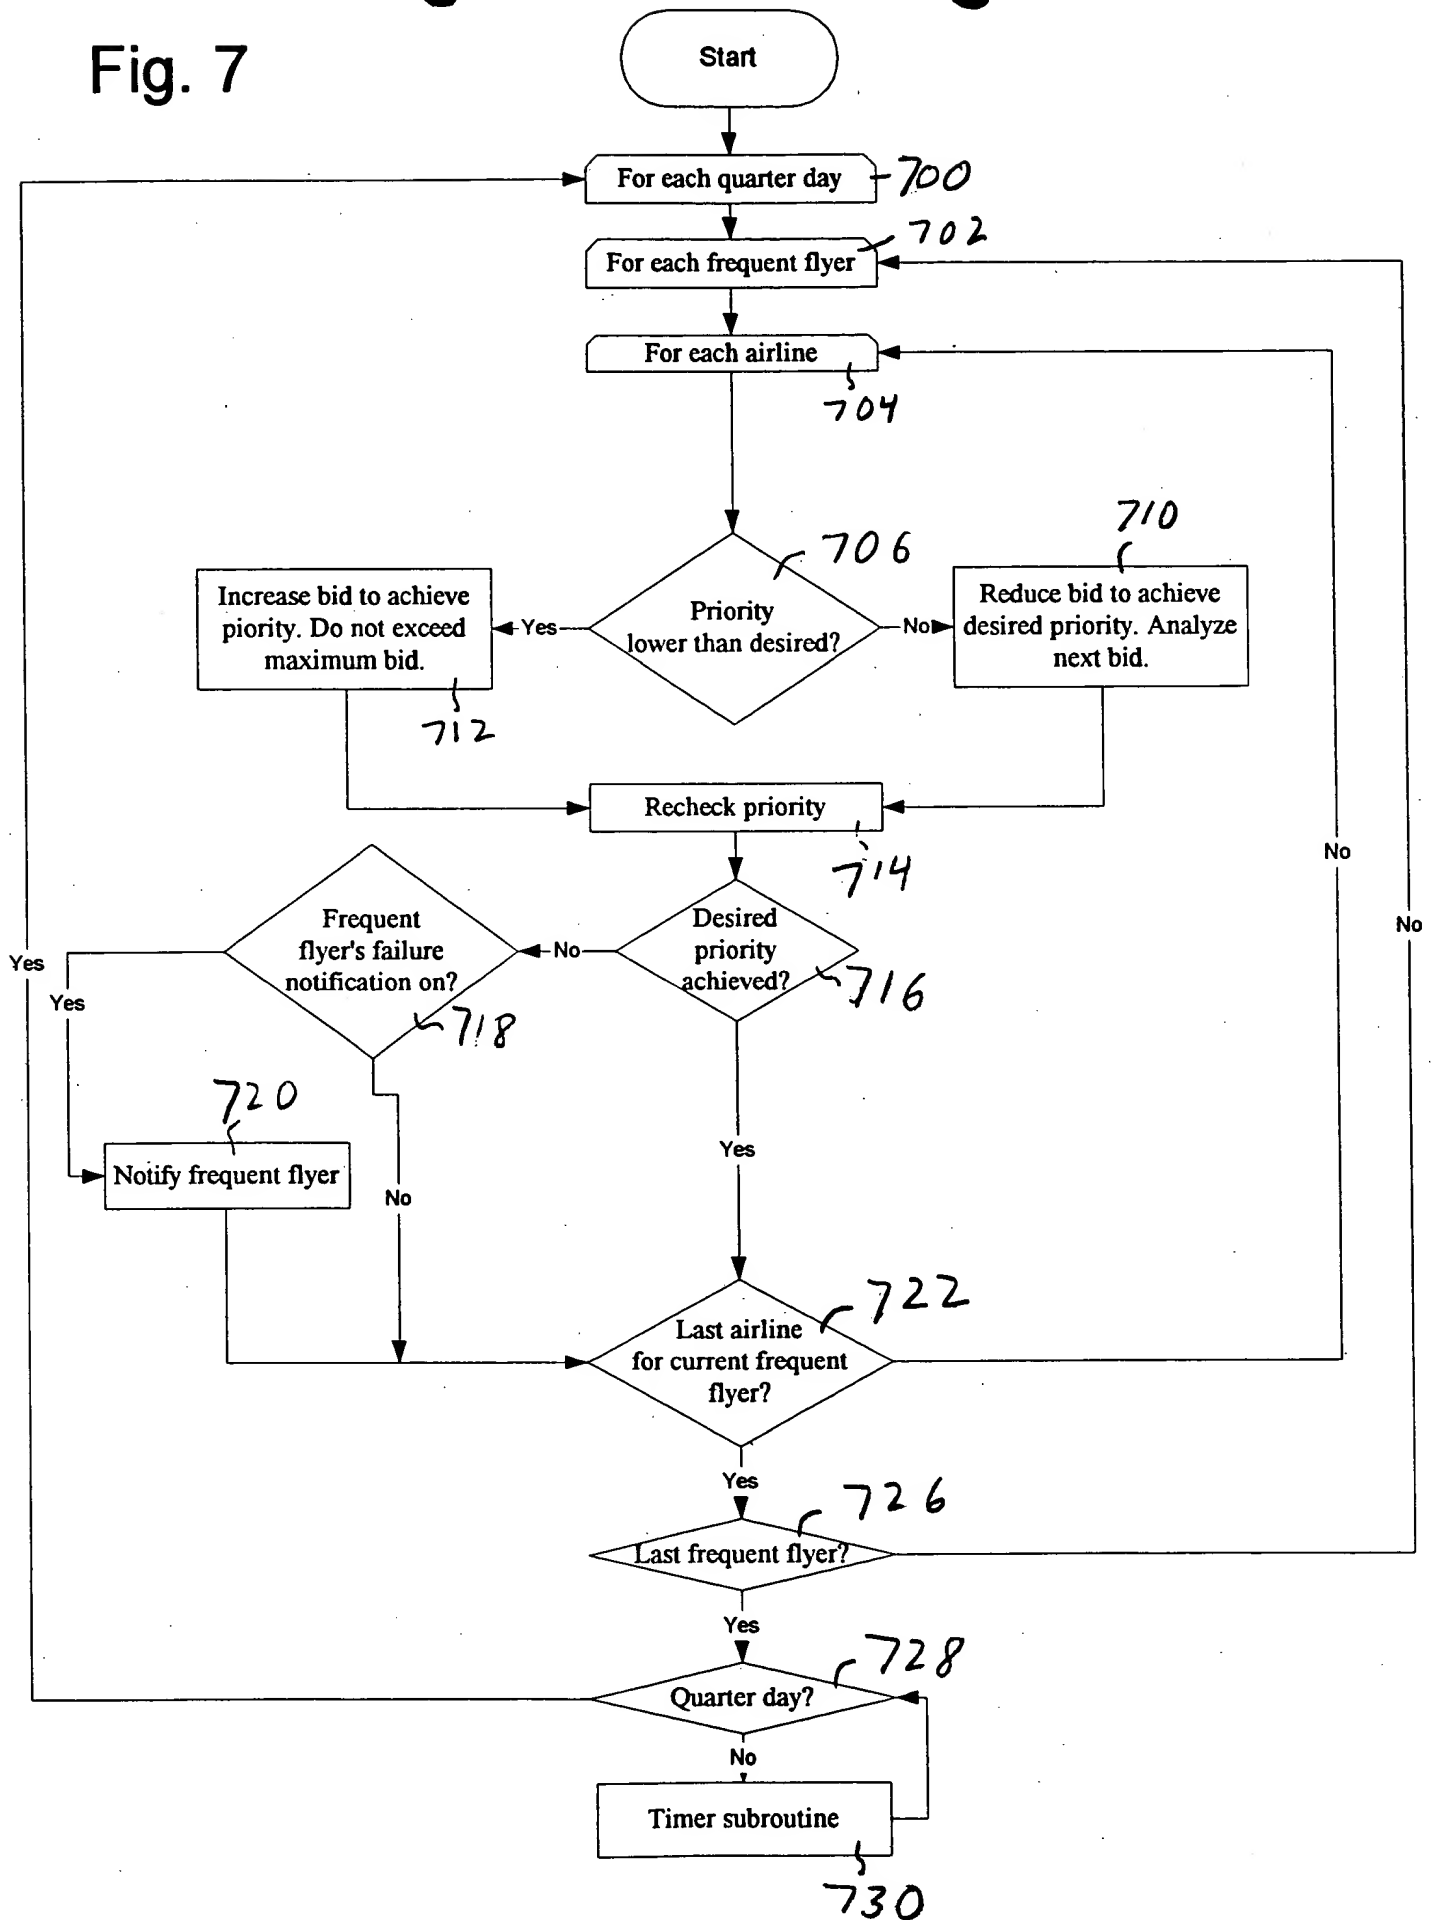 Fig. 7
Start
For each quarter day
700
702
For each frequent flyer
For each airline
704
710
706
Increase bid to achieve
piority. Do not exceed
maximum bid.
Yes
Priority
lower than desired?
No
Reduce bid to achieve
desired priority. Analyze
next bid.
712
Recheck priority
714
No
Frequent
flyer's failure
notification on?
No
Desired
priority
achieved?
No
Yes
Yes
716
718
720
Notify frequent flyer
No
Yes
722
Last airline
for current frequent
flyer?
Yes
726
Last frequent flyer?
Yes
728
Quarter day?
No
Timer subroutine
730